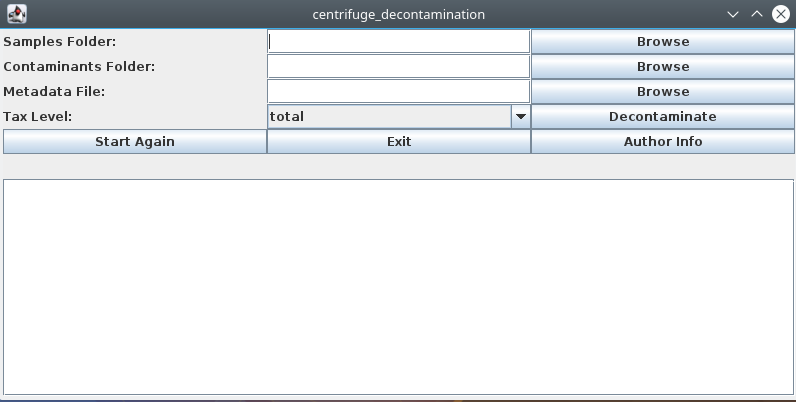 centrifuge_decontamination
Samples Folder: Browse
Contaminants Folder: Browse
Metadata File: Browse
Tax Level: total Decontaminate
Start Again Exit Author Info